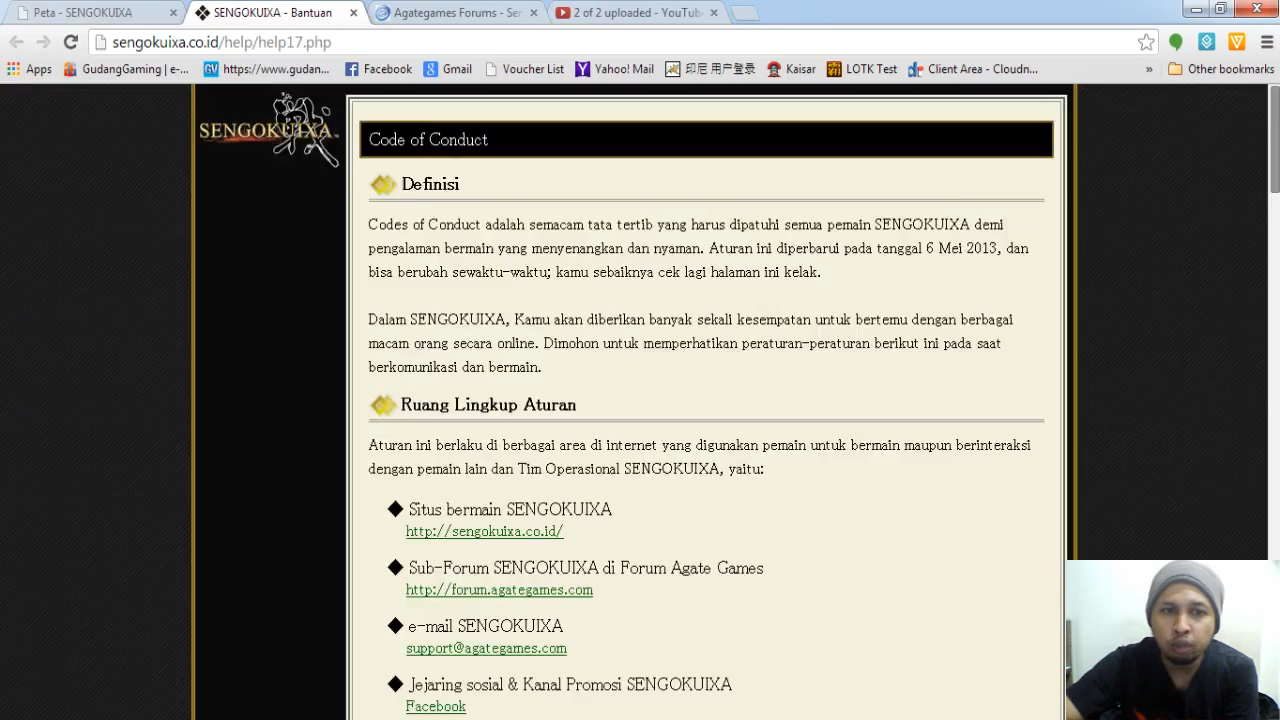 Peta - SENGOKUIXA
SENGOKUIXA - Bantuan
Agategames Forums - Ser
2 of 2 uploaded - YouTub
sengokuixa.co.id/help/help17.php
Apps
GudangGaming | e-...
https://www.gudan...
Facebook
Gmail
Voucher List
Yahoo! Mail
印尼 用户登录
Kaisar
LOTK Test
Client Area - Cloudn...
»
Other bookmarks
SENGOKUIXA
Code of Conduct
Definisi
Codes of Conduct adalah semacam tata tertib yang harus dipatuhi semua pemain SENGOKUIXA demi
pengalaman bermain yang menyenangkan dan nyaman. Aturan ini diperbarui pada tanggal 6 Mei 2013, dan
bisa berubah sewaktu-waktu; kamu sebaiknya cek lagi halaman ini kelak.
Dalam SENGOKUIXA, Kamu akan diberikan banyak sekali kesempatan untuk bertemu dengan berbagai
macam orang secara online. Dimohon untuk memperhatikan peraturan-peraturan berikut ini pada saat
berkomunikasi dan bermain.
Ruang Lingkup Aturan
Aturan ini berlaku di berbagai area di internet yang digunakan pemain untuk bermain maupun berinteraksi
dengan pemain lain dan Tim Operasional SENGOKUIXA, yaitu:
◆ Situs bermain SENGOKUIXA
http://sengokuixa.co.id/
◆ Sub-Forum SENGOKUIXA di Forum Agate Games
http://forum.agategames.com
◆ e-mail SENGOKUIXA
support@agategames.com
◆ Jejaring sosial & Kanal Promosi SENGOKUIXA
Facebook